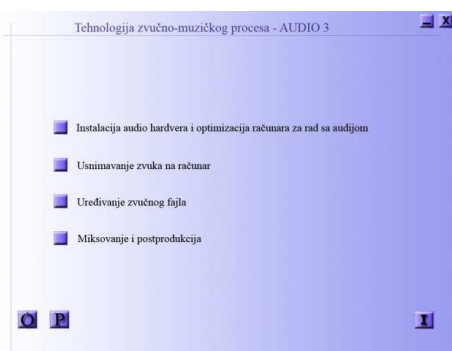 Tehnologija zvučno-muzičkog procesa - AUDIO 3
Instalacija audio hardvera i optimizacija računara za rad sa audijom
Usnimavanje zvuka na računar
Uređivanje zvučnog fajla
Miksovanje i postprodukcija
P
I